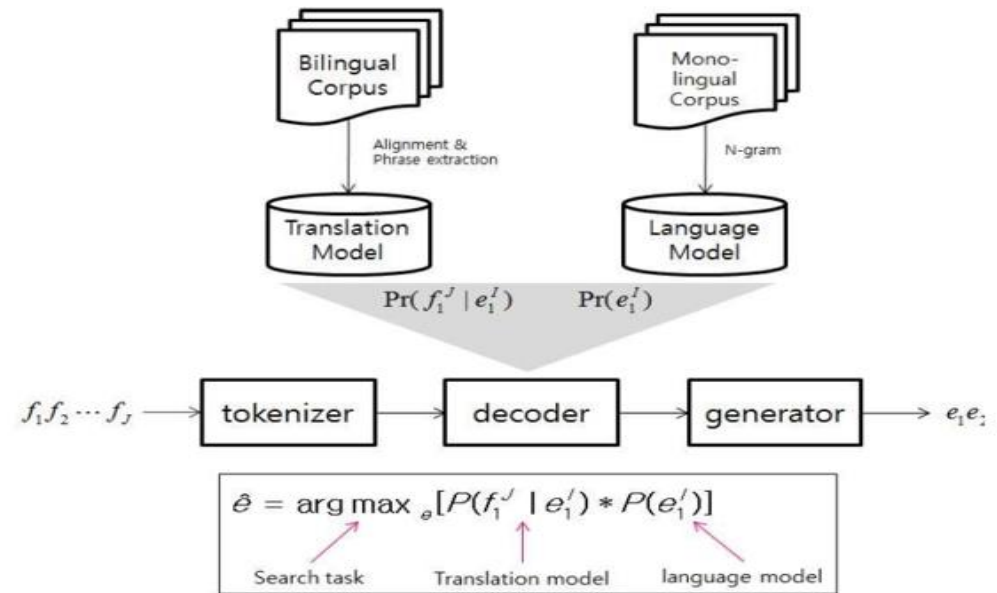 Bilingual
Corpus
Mono-
lingual
Corpus
Alignment &
Phrase extraction
N-gram
Translation
Model
Language
Model
Pr(f₁ᴶ | e₁ᴵ)
Pr(e₁ᴵ)
f₁f₂ ⋯ f_J
tokenizer
decoder
generator
e₁e₂
ê = arg max ₑ[P(f₁ᴶ | e₁ᴵ) * P(e₁ᴵ)]
Search task
Translation model
language model